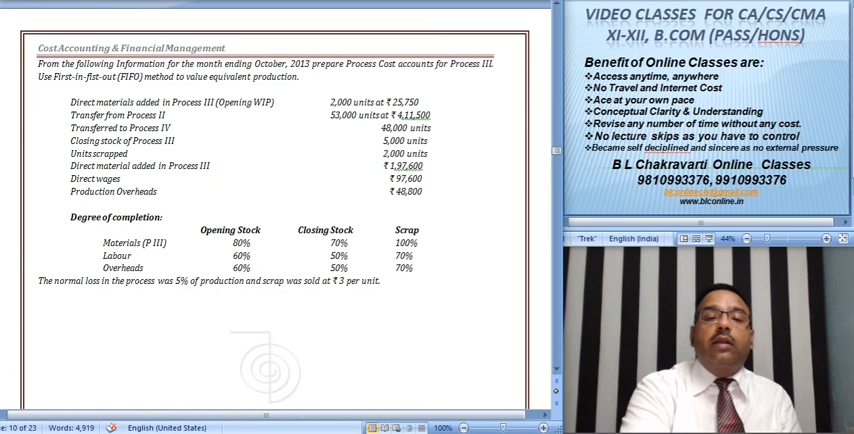 Cost Accounting & Financial Management
From the following Information for the month ending October, 2013 prepare Process Cost accounts for Process III.
Use First-in-fist-out (FIFO) method to value equivalent production.
Direct materials added in Process III (Opening WIP) 2,000 units at ₹ 25,750
Transfer from Process II 53,000 units at ₹ 4,11,500
Transferred to Process IV 48,000 units
Closing stock of Process III 5,000 units
Units scrapped 2,000 units
Direct material added in Process III ₹ 1,97,600
Direct wages ₹ 97,600
Production Overheads ₹ 48,800
Degree of completion:
Opening Stock Closing Stock Scrap
Materials (P III) 80% 70% 100%
Labour 60% 50% 70%
Overheads 60% 50% 70%
The normal loss in the process was 5% of production and scrap was sold at ₹ 3 per unit.
e: 10 of 23 Words: 4,919 English (United States) 100%
VIDEO CLASSES FOR CA/CS/CMA
XI-XII, B.COM (PASS/HONS)
Benefit of Online Classes are:
❖Access anytime, anywhere
❖No Travel and Internet Cost
❖Ace at your own pace
❖Conceptual Clarity & Understanding
❖Revise any number of time without any cost.
❖No lecture skips as you have to control
❖Became self deciplined and sincere as no external pressure
B L Chakravarti Online Classes
9810993376, 9910993376
www.blconline.in
"Trek" English (India) 44%